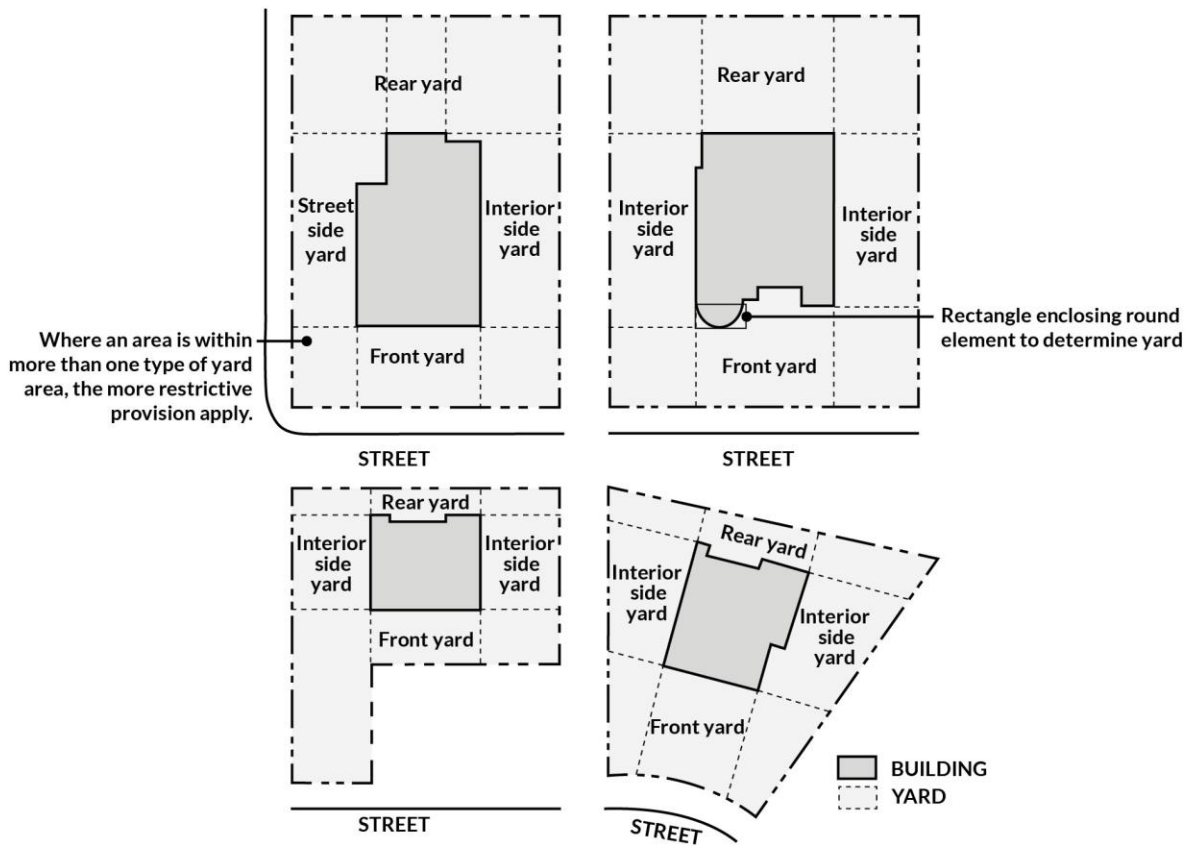 Rear yard
Street
side
yard
Interior
side
yard
Front yard
Where an area is within
more than one type of yard
area, the more restrictive
provision apply.
STREET
Rear yard
Interior
side
yard
Interior
side
yard
Front yard
Rectangle enclosing round
element to determine yard
STREET
Rear yard
Interior
side
yard
Interior
side
yard
Front yard
STREET
Rear yard
Interior
side
yard
Interior
side
yard
Front yard
STREET
BUILDING
YARD